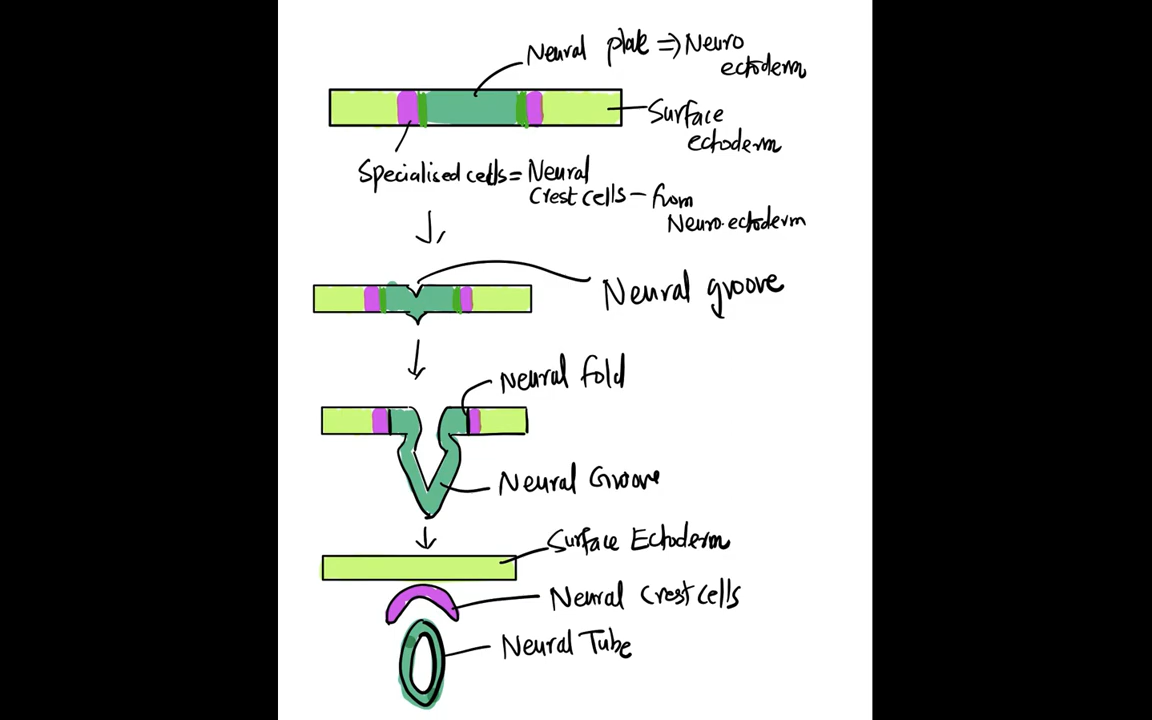 Neural plate ⇒ Neuro
ectoderm
Surface
ectoderm
Specialised cells = Neural
Crest cells – from
Neuro.ectoderm
Neural groove
Neural fold
Neural Groove
Surface Ectoderm
Neural Crest cells
Neural Tube